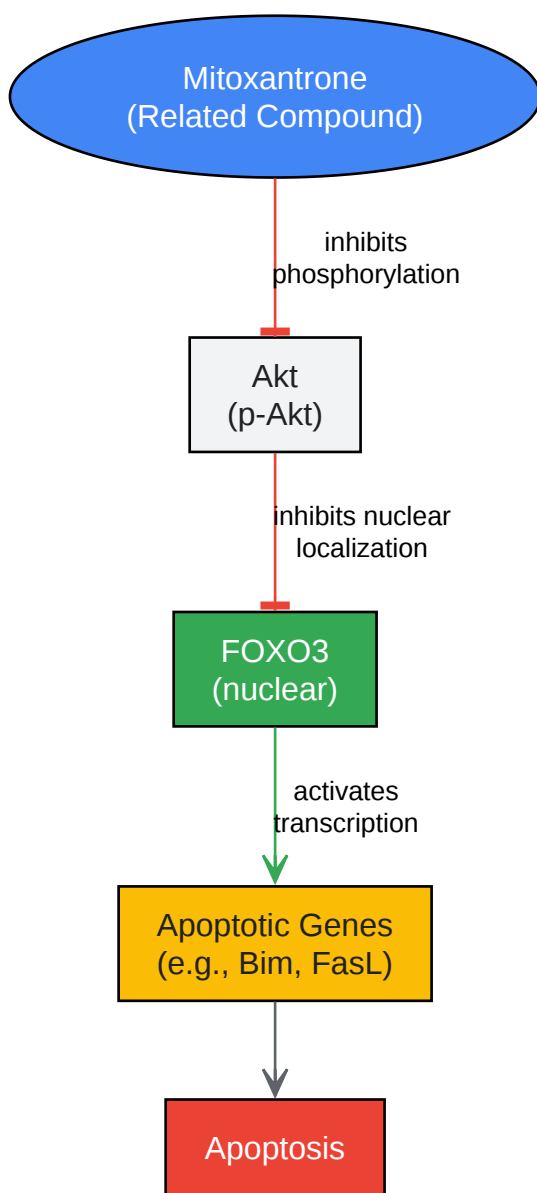 Mitoxantrone
(Related Compound)
inhibits
phosphorylation
Akt
(p-Akt)
inhibits nuclear
localization
FOXO3
(nuclear)
activates
transcription
Apoptotic Genes
(e.g., Bim, FasL)
Apoptosis